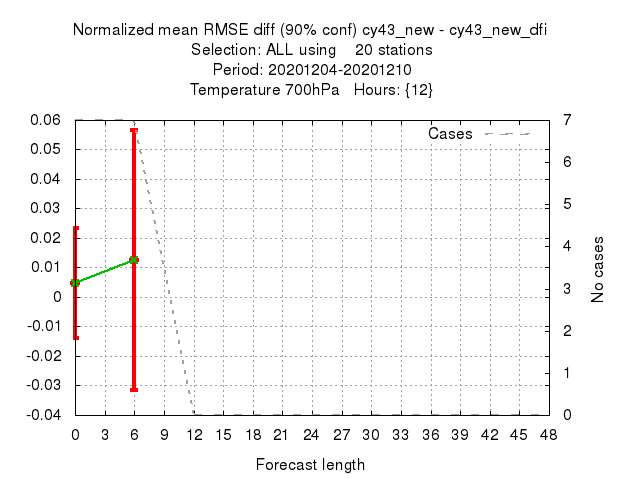 Normalized mean RMSE diff (90% conf) cy43_new - cy43_new_dfi
Selection: ALL using 20 stations
Period: 20201204-20201210
Temperature 700hPa Hours: {12}
Cases
0.06
0.05
0.04
0.03
0.02
0.01
0
-0.01
-0.02
-0.03
-0.04
7
6
5
4
3
2
1
0
No cases
0 3 6 9 12 15 18 21 24 27 30 33 36 39 42 45 48
Forecast length